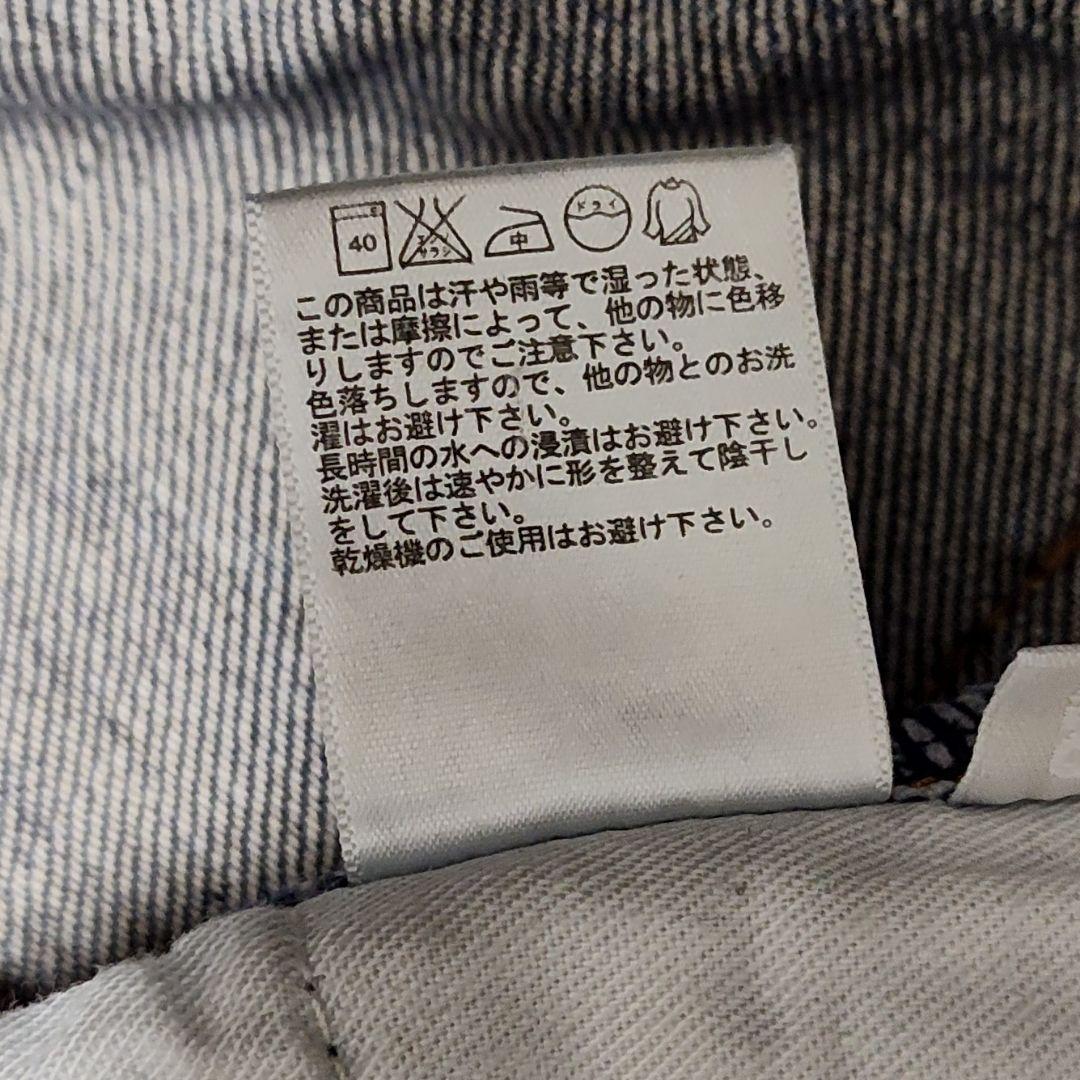 40 エンソ サラシ 中 ドライ
この商品は汗や雨等で湿った状態、
または摩擦によって、他の物に色移
りしますのでご注意下さい。
色落ちしますので、他の物とのお洗
濯はお避け下さい。
長時間の水への浸漬はお避け下さい。
洗濯後は速やかに形を整えて陰干し
をして下さい。
乾燥機のご使用はお避け下さい。